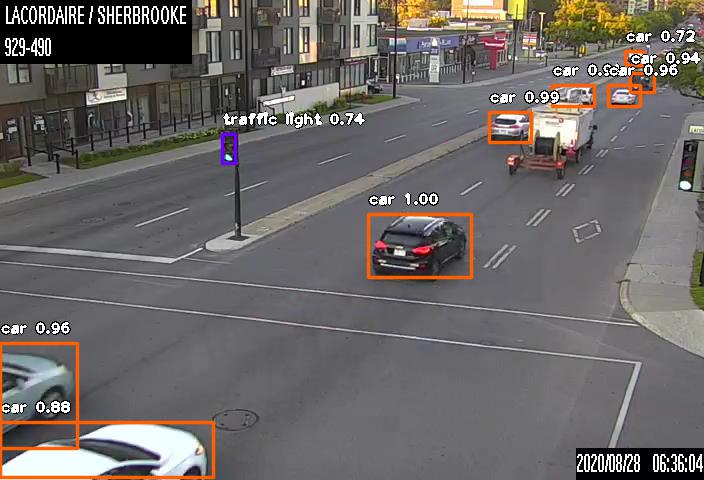 LACORDAIRE / SHERBROOKE
929-490
car 0.72
car 0.94
car 0.96
car 0.99
traffic light 0.74
car 1.00
car 0.96
car 0.88
2020/08/28 06:36:04